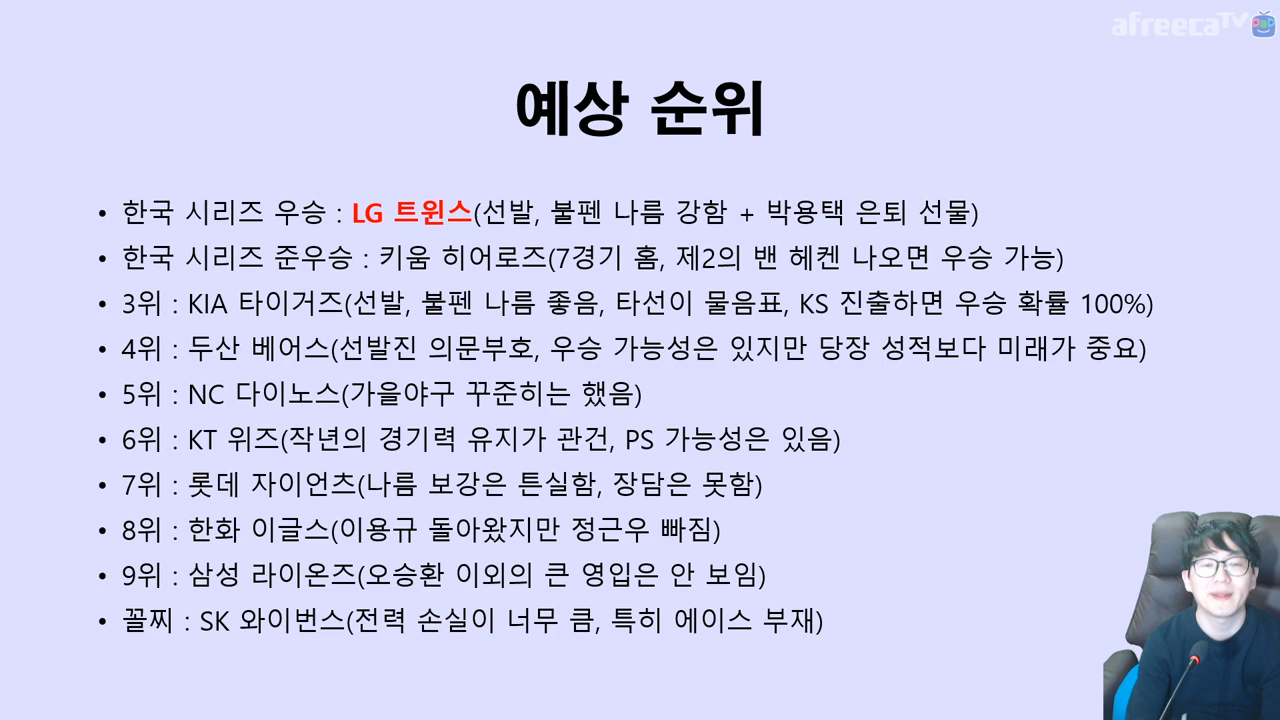 afreecaTV
예상 순위
• 한국 시리즈 우승 : LG 트윈스(선발, 불펜 나름 강함 + 박용택 은퇴 선물)
• 한국 시리즈 준우승 : 키움 히어로즈(7경기 홈, 제2의 밴 헤켄 나오면 우승 가능)
• 3위 : KIA 타이거즈(선발, 불펜 나름 좋음, 타선이 물음표, KS 진출하면 우승 확률 100%)
• 4위 : 두산 베어스(선발진 의문부호, 우승 가능성은 있지만 당장 성적보다 미래가 중요)
• 5위 : NC 다이노스(가을야구 꾸준히는 했음)
• 6위 : KT 위즈(작년의 경기력 유지가 관건, PS 가능성은 있음)
• 7위 : 롯데 자이언츠(나름 보강은 튼실함, 장담은 못함)
• 8위 : 한화 이글스(이용규 돌아왔지만 정근우 빠짐)
• 9위 : 삼성 라이온즈(오승환 이외의 큰 영입은 안 보임)
• 꼴찌 : SK 와이번스(전력 손실이 너무 큼, 특히 에이스 부재)